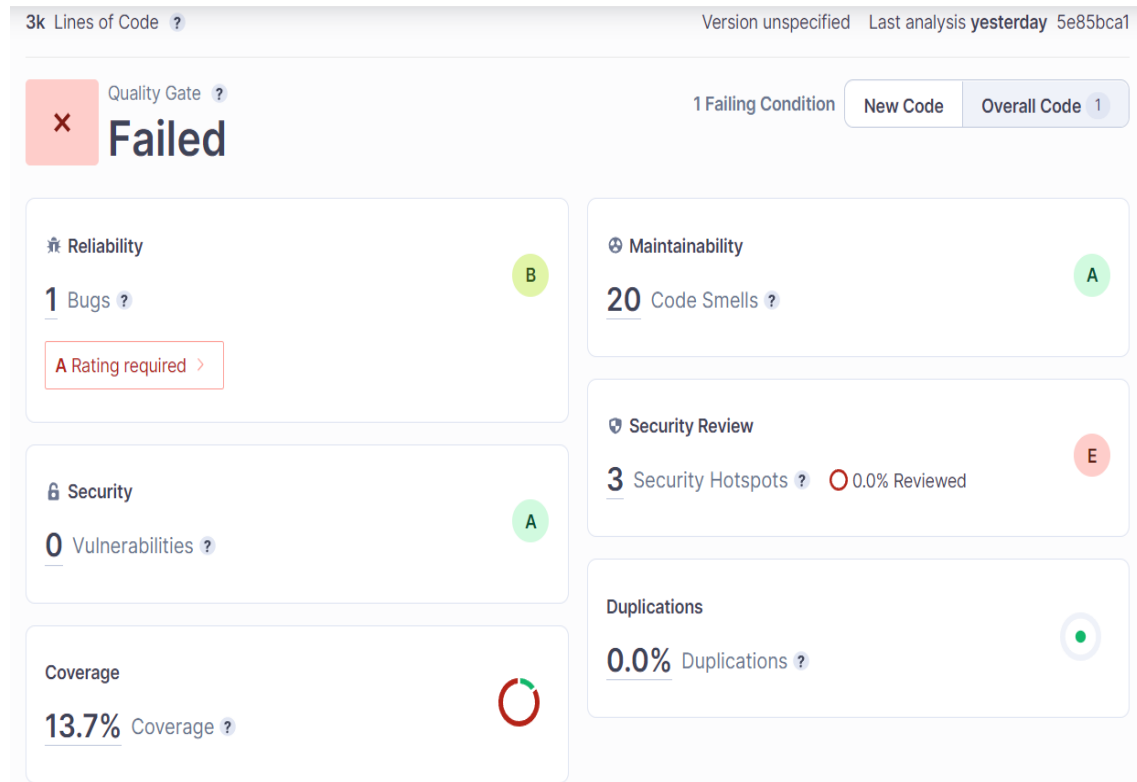 3k Lines of Code ?
Version unspecified Last analysis yesterday 5e85bca1
Quality Gate ?
Failed
1 Failing Condition
New Code
Overall Code 1
Reliability
1 Bugs ?
B
A Rating required >
Maintainability
20 Code Smells ?
A
Security
0 Vulnerabilities ?
A
Security Review
3 Security Hotspots ? 0.0% Reviewed
E
Coverage
13.7% Coverage ?
Duplications
0.0% Duplications ?